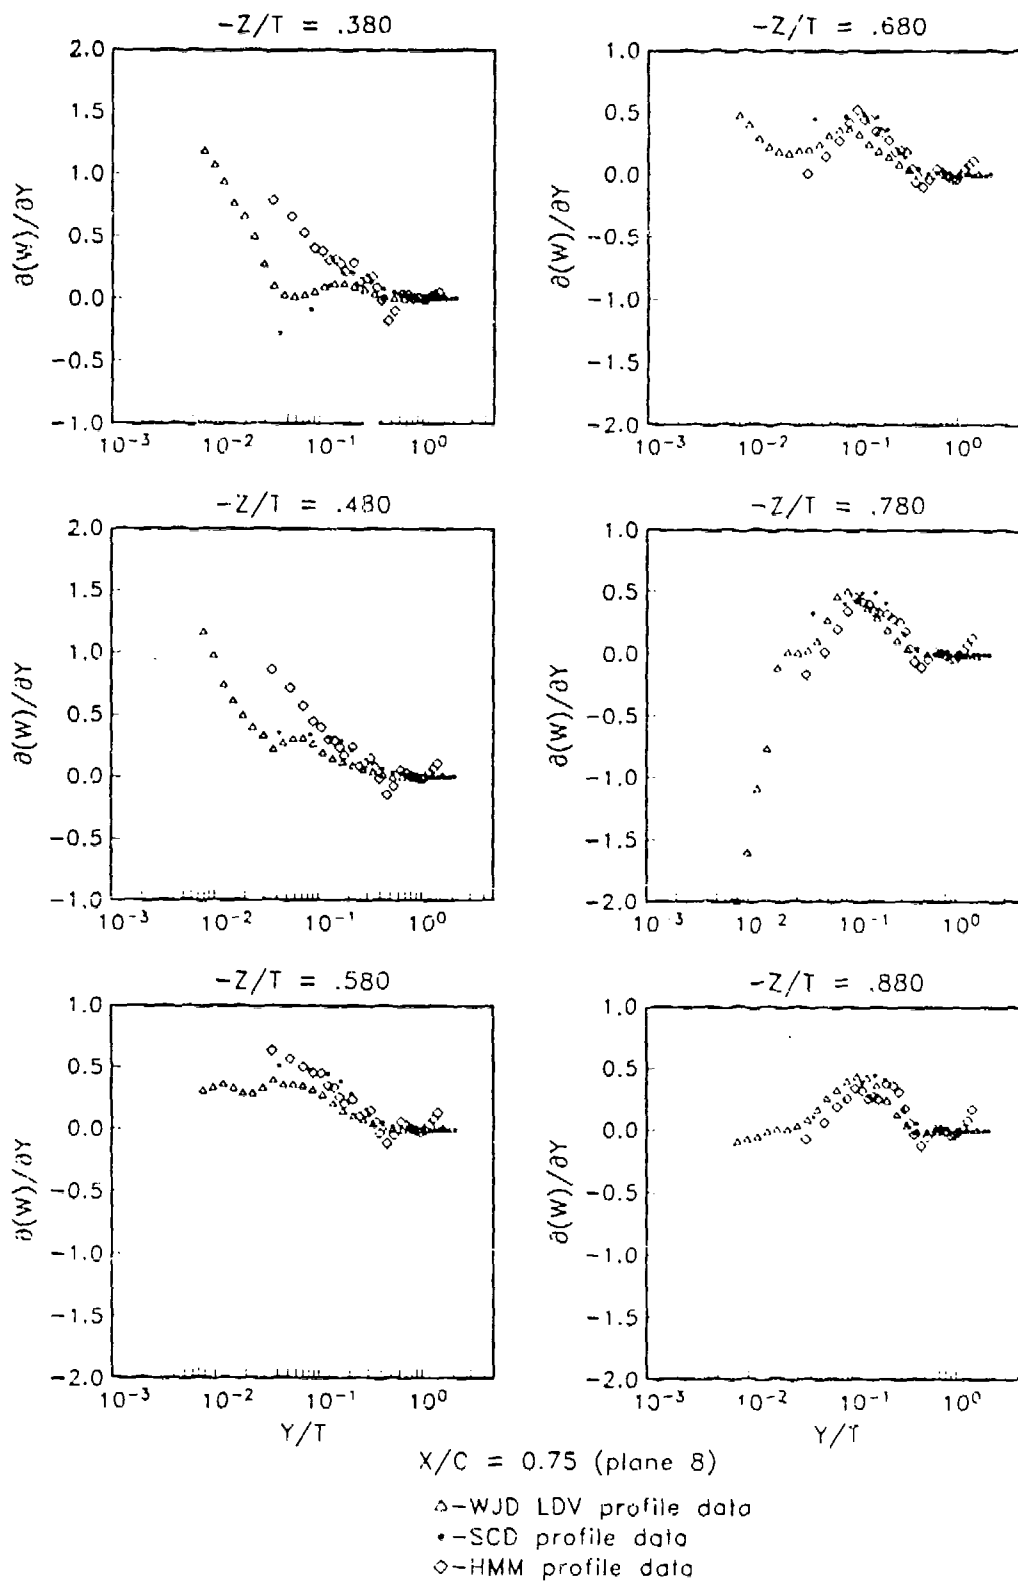 -Z/T = .380
2.0
1.5
1.0
0.5
0.0
-0.5
-1.0
∂(W)/∂Y
10⁻³ 10⁻² 10⁻¹ 10⁰
-Z/T = .680
1.0
0.5
0.0
-0.5
-1.0
-1.5
-2.0
∂(W)/∂Y
10⁻³ 10⁻² 10⁻¹ 10⁰
-Z/T = .480
2.0
1.5
1.0
0.5
0.0
-0.5
-1.0
∂(W)/∂Y
10⁻³ 10⁻² 10⁻¹ 10⁰
-Z/T = .780
1.0
0.5
0.0
-0.5
-1.0
-1.5
-2.0
∂(W)/∂Y
10⁻³ 10⁻² 10⁻¹ 10⁰
-Z/T = .580
1.0
0.5
0.0
-0.5
-1.0
-1.5
-2.0
∂(W)/∂Y
10⁻³ 10⁻² 10⁻¹ 10⁰
Y/T
-Z/T = .880
1.0
0.5
0.0
-0.5
-1.0
-1.5
-2.0
∂(W)/∂Y
10⁻³ 10⁻² 10⁻¹ 10⁰
Y/T
X/C = 0.75 (plane 8)
△-WJD LDV profile data
•-SCD profile data
◇-HMM profile data